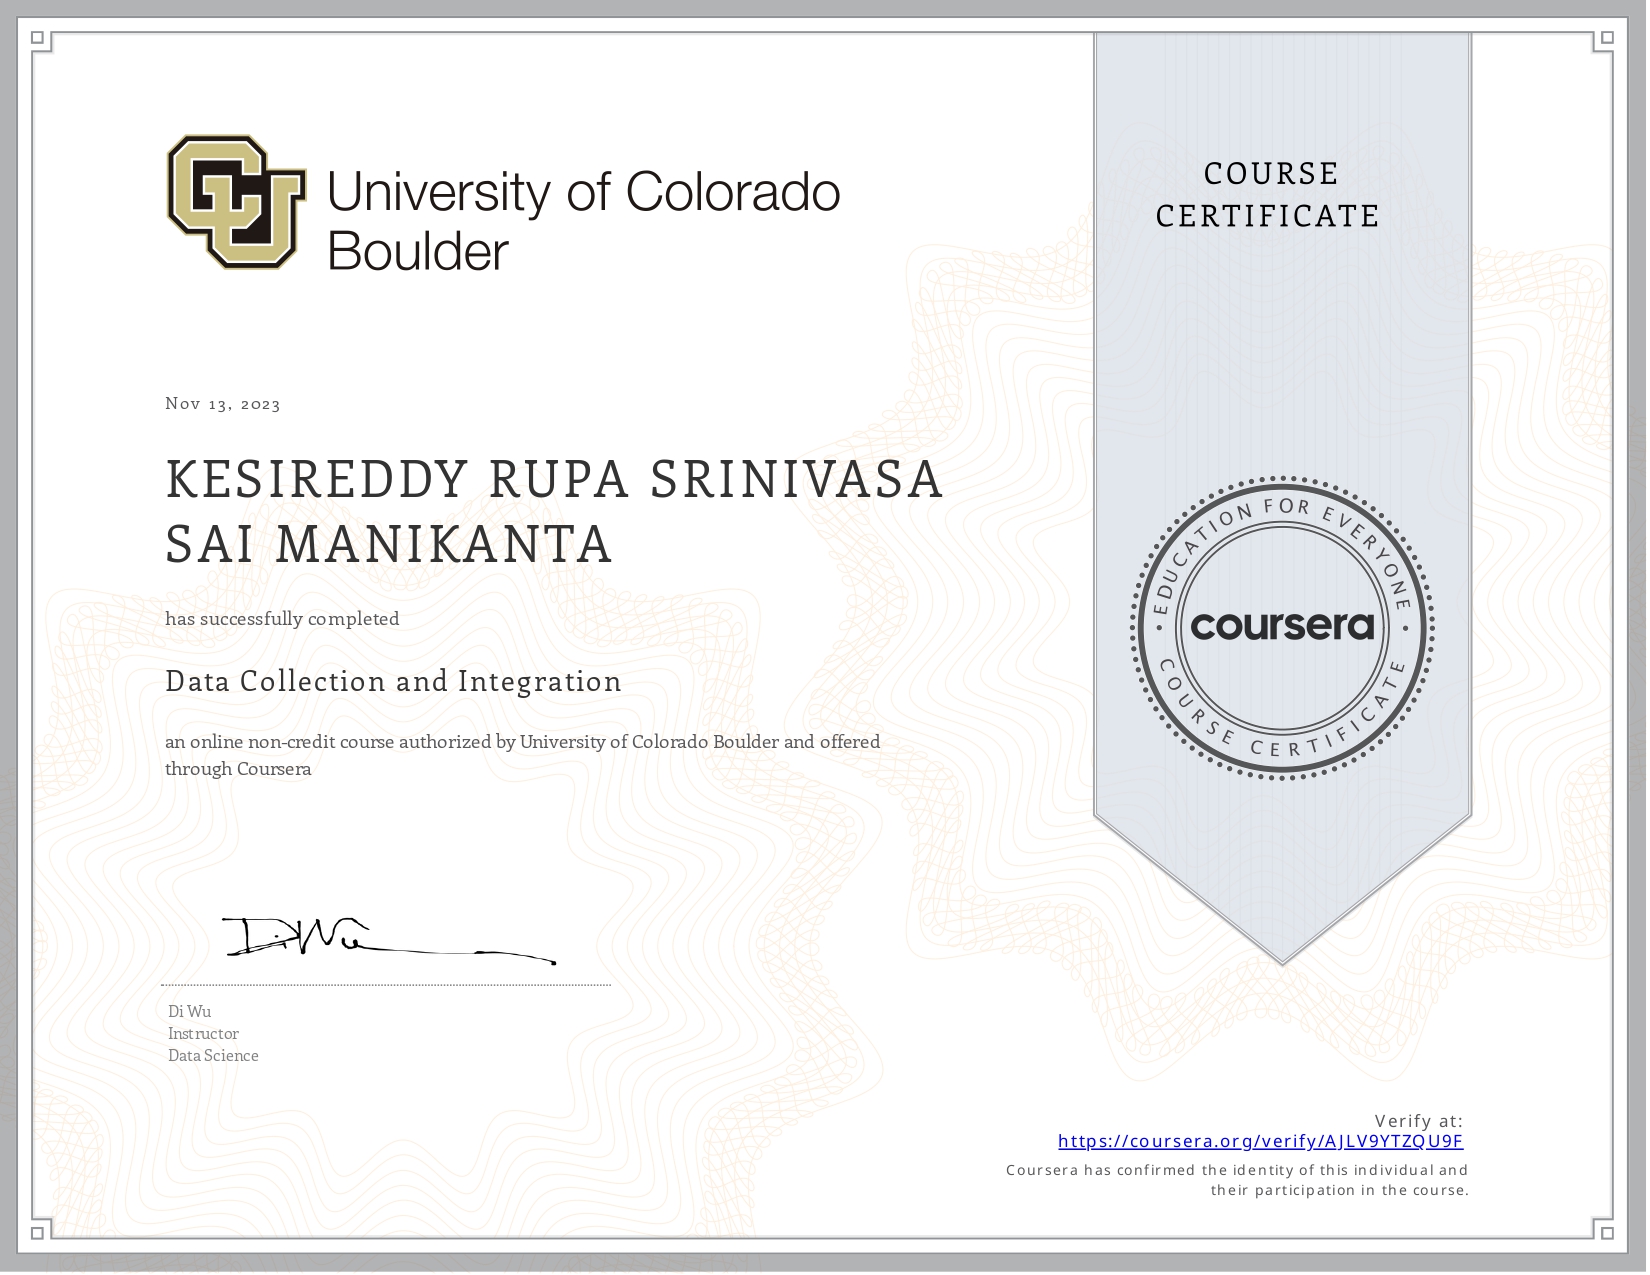 University of Colorado
Boulder
COURSE
CERTIFICATE
Nov 13, 2023
KESIREDDY RUPA SRINIVASA
SAI MANIKANTA
has successfully completed
Data Collection and Integration
an online non-credit course authorized by University of Colorado Boulder and offered
through Coursera
EDUCATION FOR EVERYONE
coursera
COURSE CERTIFICATE
Di Wu
Di Wu
Instructor
Data Science
Verify at:
https://coursera.org/verify/AJLV9YTZQU9F
Coursera has confirmed the identity of this individual and
their participation in the course.